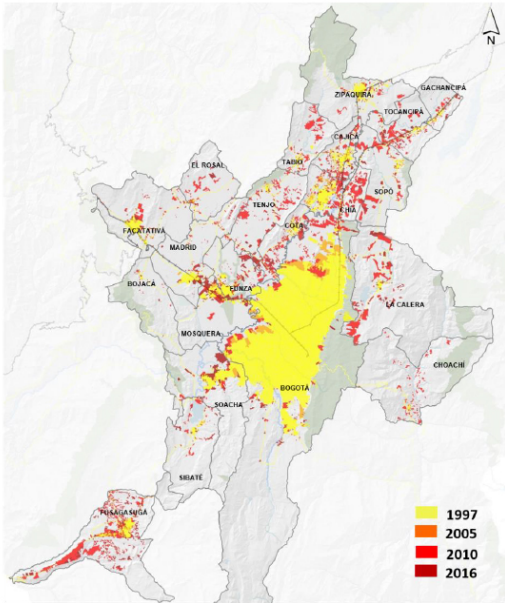 N
GACHANCIPÁ
ZIPAQUIRÁ
TOCANCIPÁ
CAJICÁ
EL ROSAL
TABIO
SOPÓ
TENJO
CHÍA
COTA
FACATATIVÁ
MADRID
BOJACÁ
FUNZA
LA CALERA
MOSQUERA
CHOACHÍ
BOGOTÁ
SOACHA
SIBATÉ
FUSAGASUGÁ
1997
2005
2010
2016